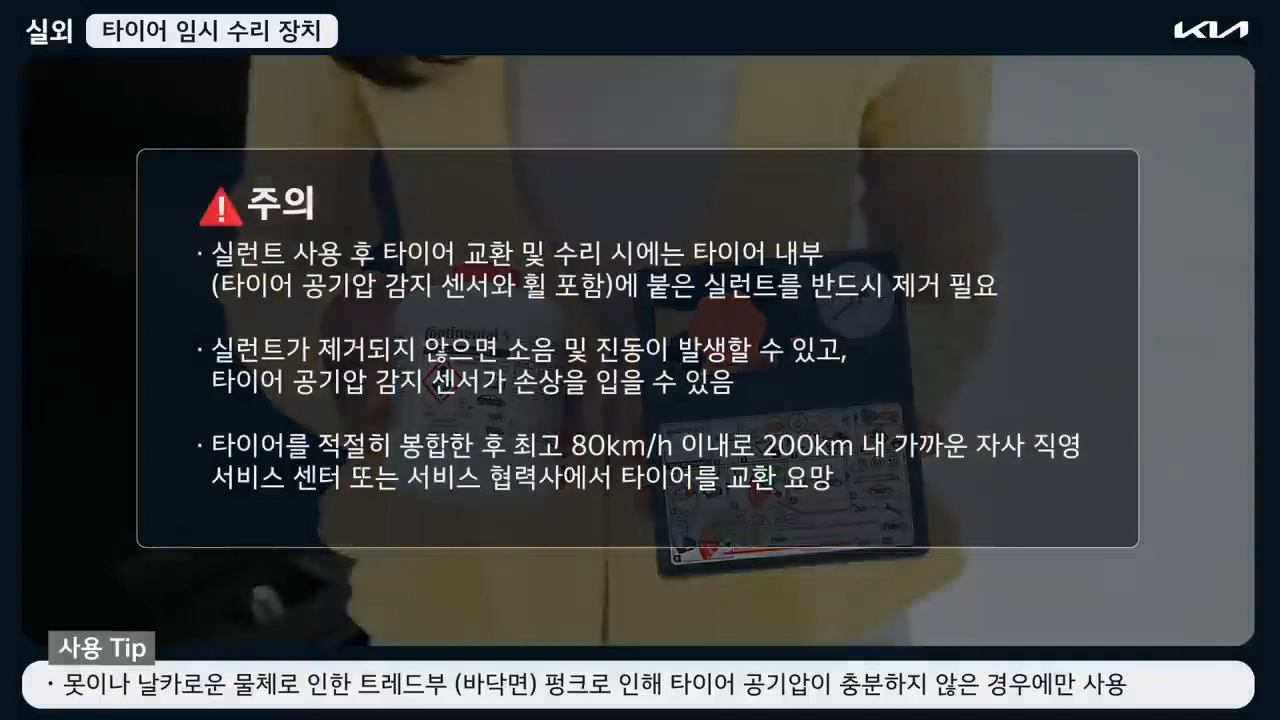 실외
타이어 임시 수리 장치
KIA
주의
· 실런트 사용 후 타이어 교환 및 수리 시에는 타이어 내부
(타이어 공기압 감지 센서와 휠 포함)에 붙은 실런트를 반드시 제거 필요
· 실런트가 제거되지 않으면 소음 및 진동이 발생할 수 있고,
타이어 공기압 감지 센서가 손상을 입을 수 있음
· 타이어를 적절히 봉합한 후 최고 80km/h 이내로 200km 내 가까운 자사 직영
서비스 센터 또는 서비스 협력사에서 타이어를 교환 요망
Continental
사용 Tip
· 못이나 날카로운 물체로 인한 트레드부 (바닥면) 펑크로 인해 타이어 공기압이 충분하지 않은 경우에만 사용